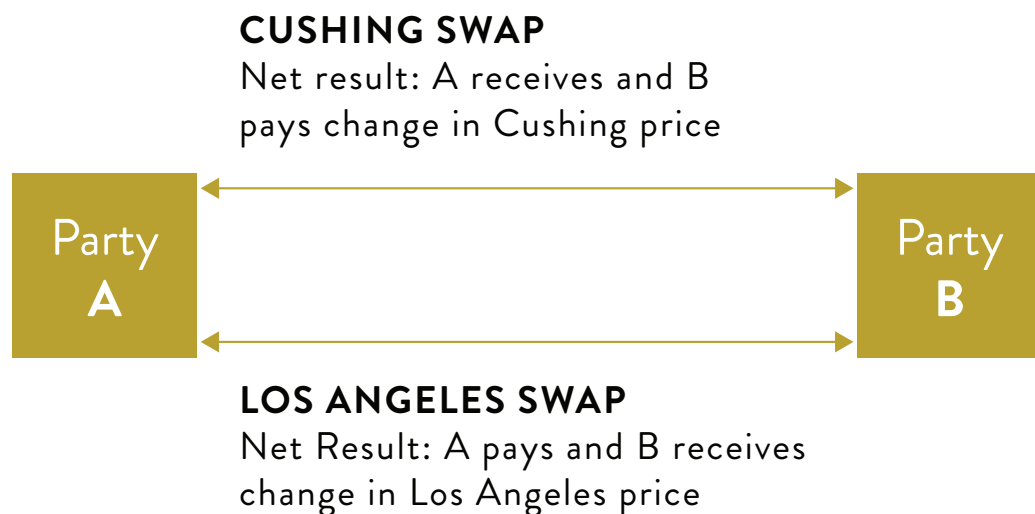 CUSHING SWAP
Net result: A receives and B
pays change in Cushing price
Party
A
Party
B
LOS ANGELES SWAP
Net Result: A pays and B receives
change in Los Angeles price